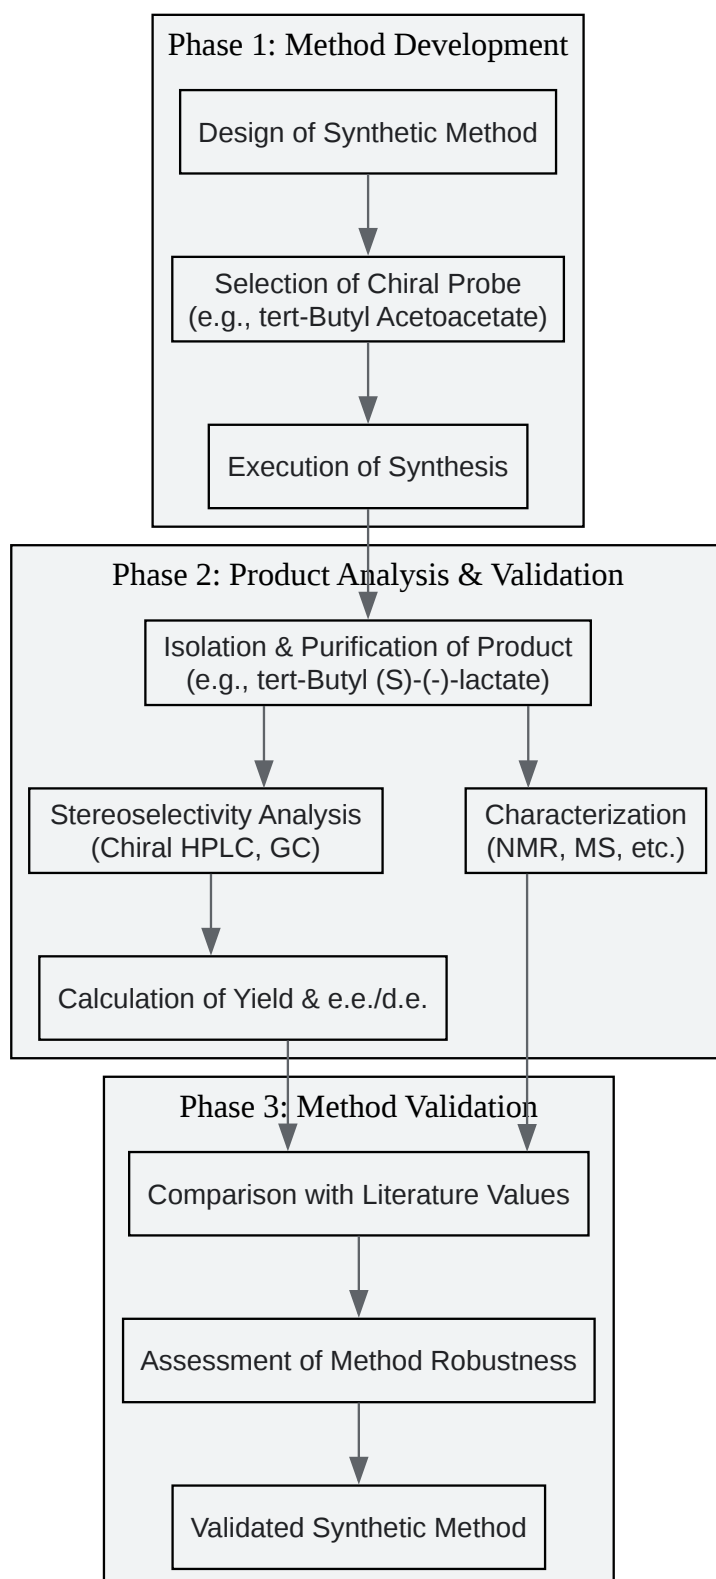 Phase 1: Method Development
Design of Synthetic Method
Selection of Chiral Probe
(e.g., tert-Butyl Acetoacetate)
Execution of Synthesis
Phase 2: Product Analysis & Validation
Isolation & Purification of Product
(e.g., tert-Butyl (S)-(-)-lactate)
Stereoselectivity Analysis
(Chiral HPLC, GC)
Characterization
(NMR, MS, etc.)
Calculation of Yield & e.e./d.e.
Phase 3: Method Validation
Comparison with Literature Values
Assessment of Method Robustness
Validated Synthetic Method